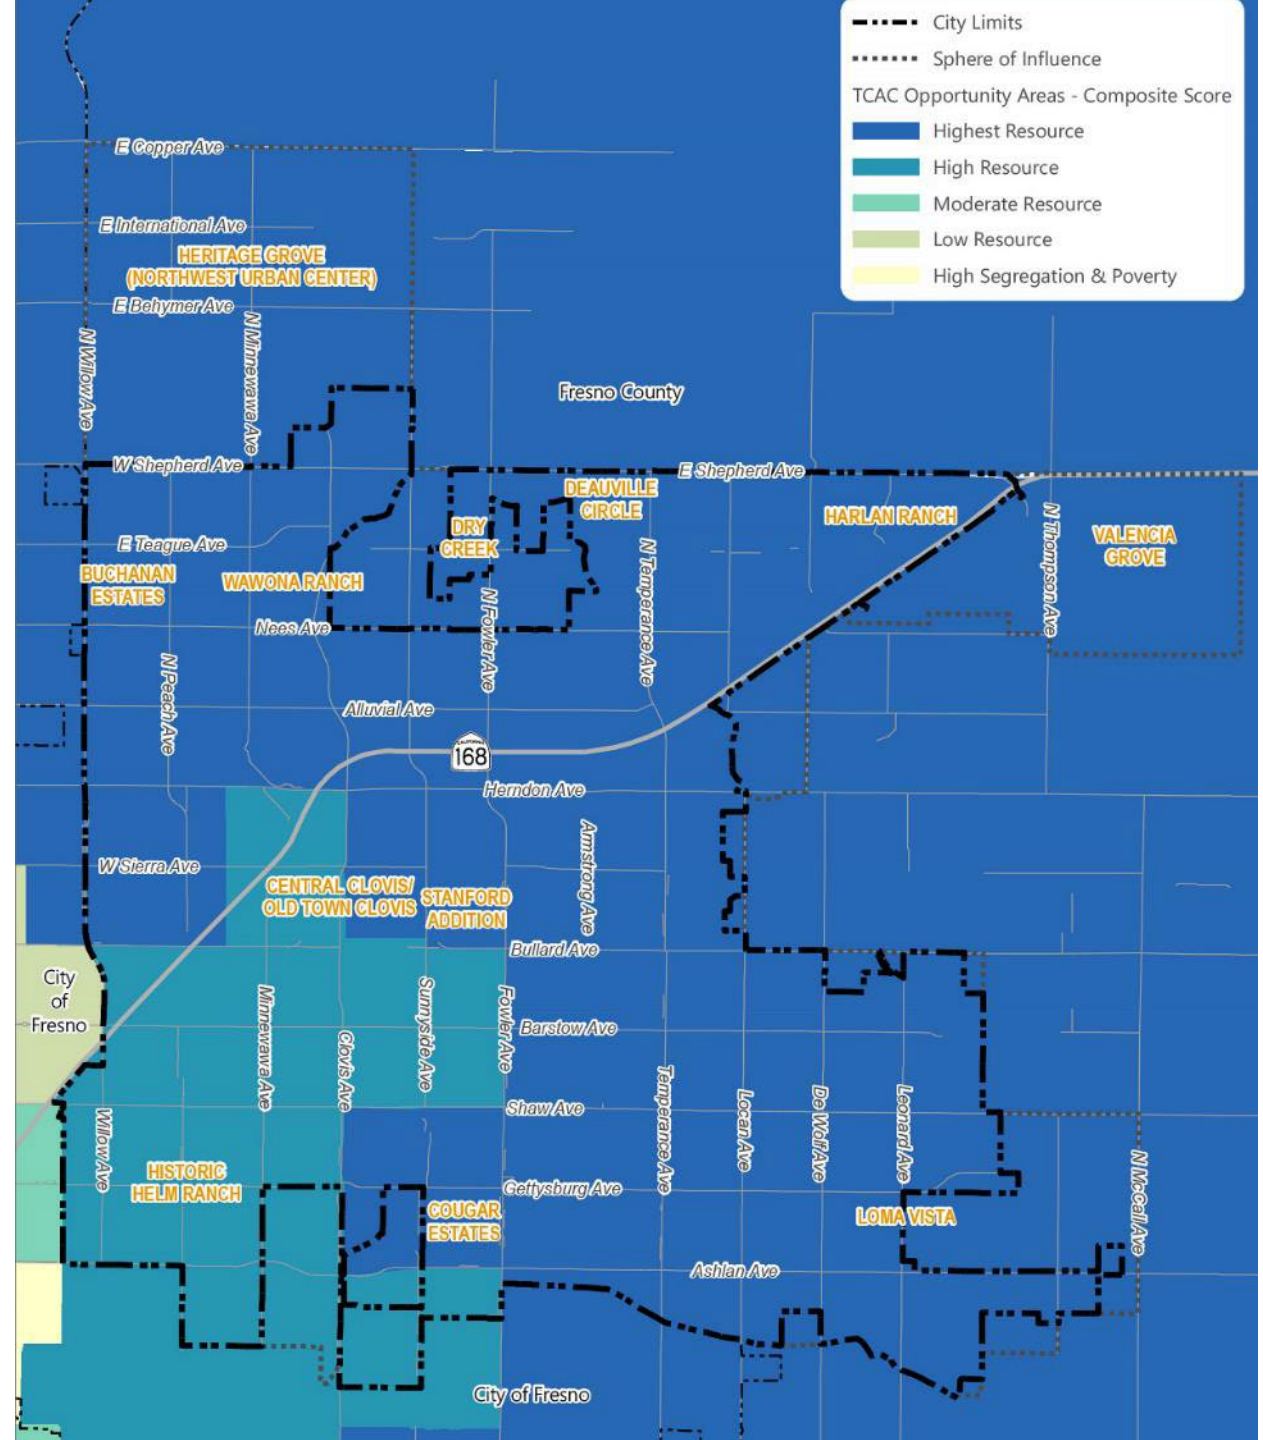 City Limits
Sphere of Influence
TCAC Opportunity Areas - Composite Score
Highest Resource
High Resource
Moderate Resource
Low Resource
High Segregation & Poverty
E Copper Ave
E International Ave
HERITAGE GROVE
(NORTHWEST URBAN CENTER)
E Behymer Ave
N Willow Ave
N Minnewawa Ave
Fresno County
W Shepherd Ave
E Shepherd Ave
DEAUVILLE
CIRCLE
HARLAN RANCH
N Thompson Ave
VALENCIA
GROVE
DRY
CREEK
E Teague Ave
BUCHANAN
ESTATES
WAWONA RANCH
N Temperance Ave
N Fowler Ave
Nees Ave
N Peach Ave
Alluvial Ave
CALIFORNIA
168
Herndon Ave
Armstrong Ave
W Sierra Ave
CENTRAL CLOVIS/
OLD TOWN CLOVIS
STANFORD
ADDITION
Bullard Ave
City
of
Fresno
Minnewawa Ave
Clovis Ave
Sunnyside Ave
Fowler Ave
Barstow Ave
Temperance Ave
Locan Ave
De Wolf Ave
Leonard Ave
Shaw Ave
Willow Ave
HISTORIC
HELM RANCH
Gettysburg Ave
N McCall Ave
COUGAR
ESTATES
LOMA VISTA
Ashlan Ave
City of Fresno